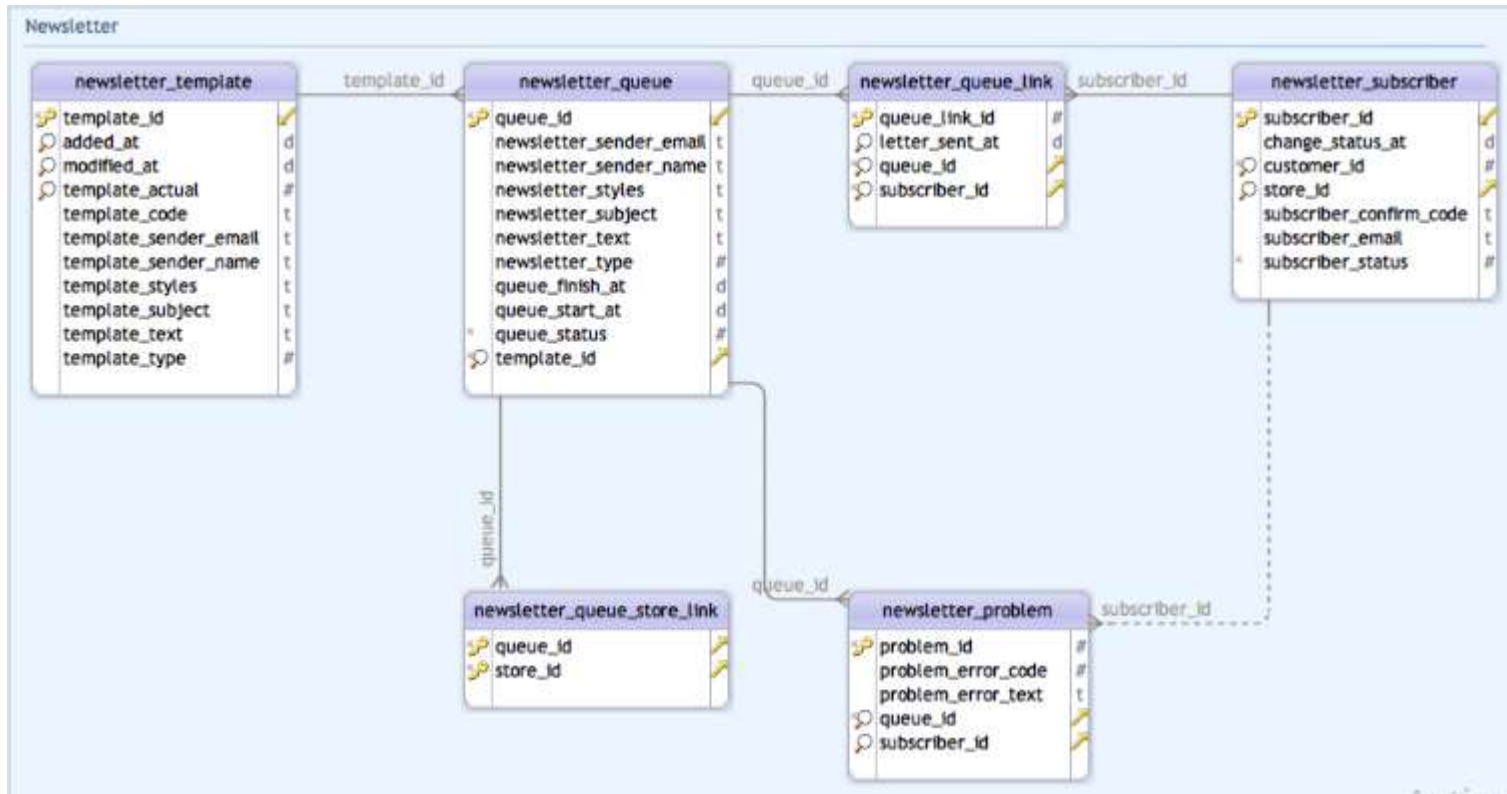 Newsletter
newsletter_template
template_id
added_at d
modified_at d
template_actual #
template_code t
template_sender_email t
template_sender_name t
template_styles t
template_subject t
template_text t
template_type #
template_id
newsletter_queue
queue_id
newsletter_sender_email t
newsletter_sender_name t
newsletter_styles t
newsletter_subject t
newsletter_text t
newsletter_type #
queue_finish_at d
queue_start_at d
queue_status #
template_id
queue_id
newsletter_queue_link
queue_link_id #
letter_sent_at d
queue_id
subscriber_id
subscriber_id
newsletter_subscriber
subscriber_id
change_status_at d
customer_id #
store_id
subscriber_confirm_code t
subscriber_email t
subscriber_status #
queue_id
newsletter_queue_store_link
queue_id
store_id
queue_id
newsletter_problem
problem_id #
problem_error_code #
problem_error_text t
queue_id
subscriber_id
subscriber_id